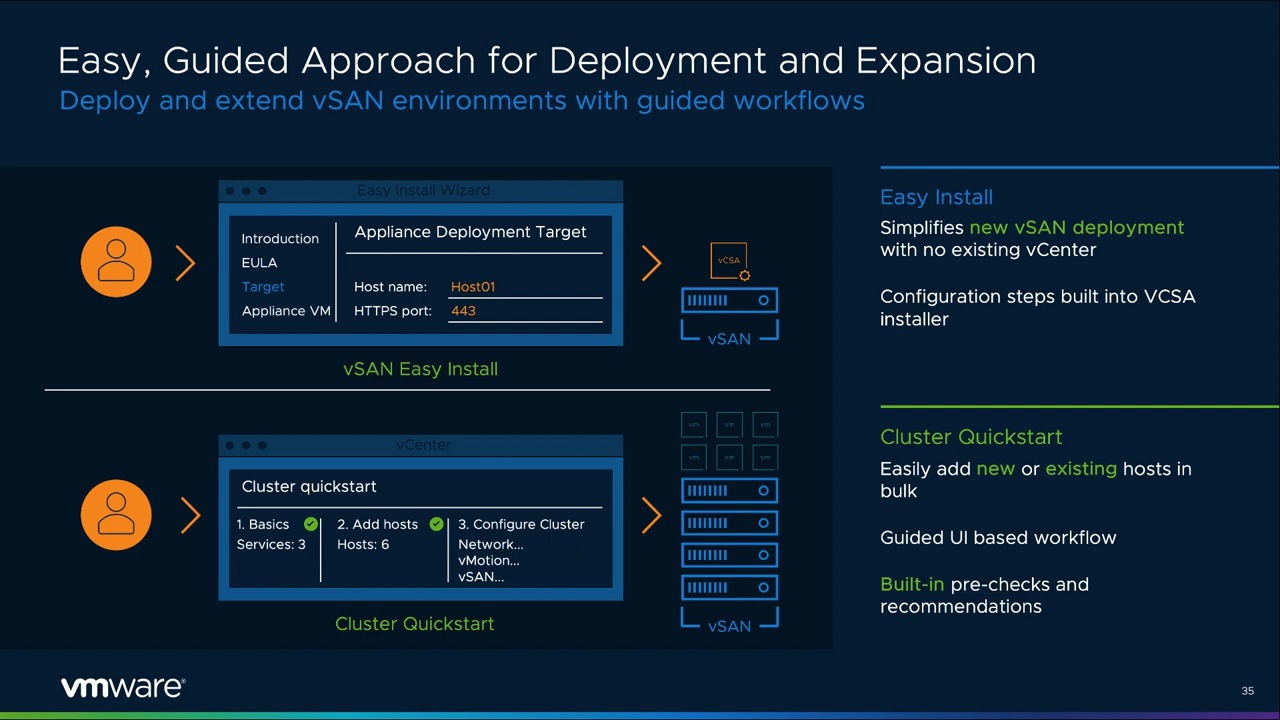 Easy, Guided Approach for Deployment and Expansion
Deploy and extend vSAN environments with guided workflows
Easy Install Wizard
Introduction
EULA
Target
Appliance VM
Appliance Deployment Target
Host name: Host01
HTTPS port: 443
vCSA
vSAN
vSAN Easy Install
Easy Install
Simplifies new vSAN deployment
with no existing vCenter
Configuration steps built into VCSA
installer
vCenter
Cluster quickstart
1. Basics
Services: 3
2. Add hosts
Hosts: 6
3. Configure Cluster
Network...
vMotion...
vSAN...
vm vm vm
vm vm vm
vSAN
Cluster Quickstart
Cluster Quickstart
Easily add new or existing hosts in
bulk
Guided UI based workflow
Built-in pre-checks and
recommendations
vmware®
35